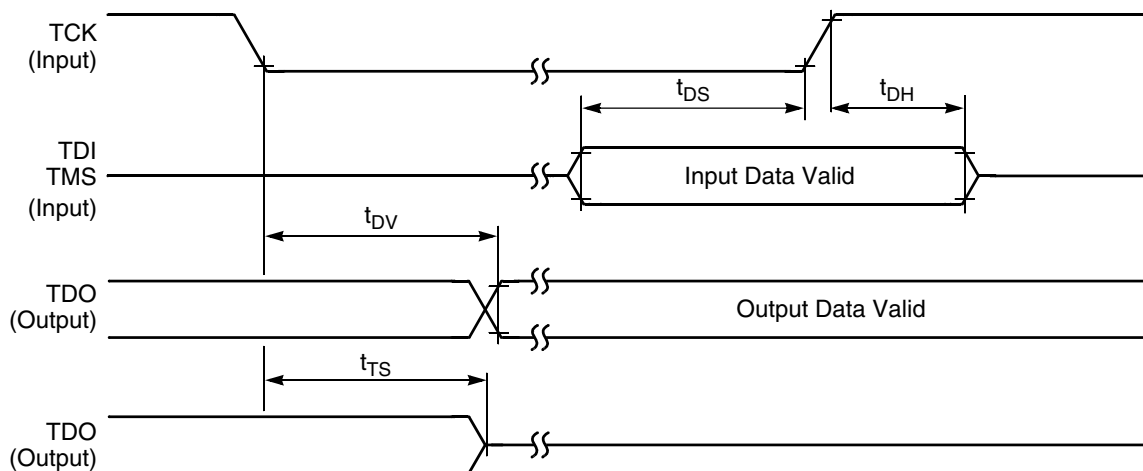 TCK
(Input)
tDS
tDH
TDI
TMS
(Input)
Input Data Valid
tDV
TDO
(Output)
Output Data Valid
tTS
TDO
(Output)